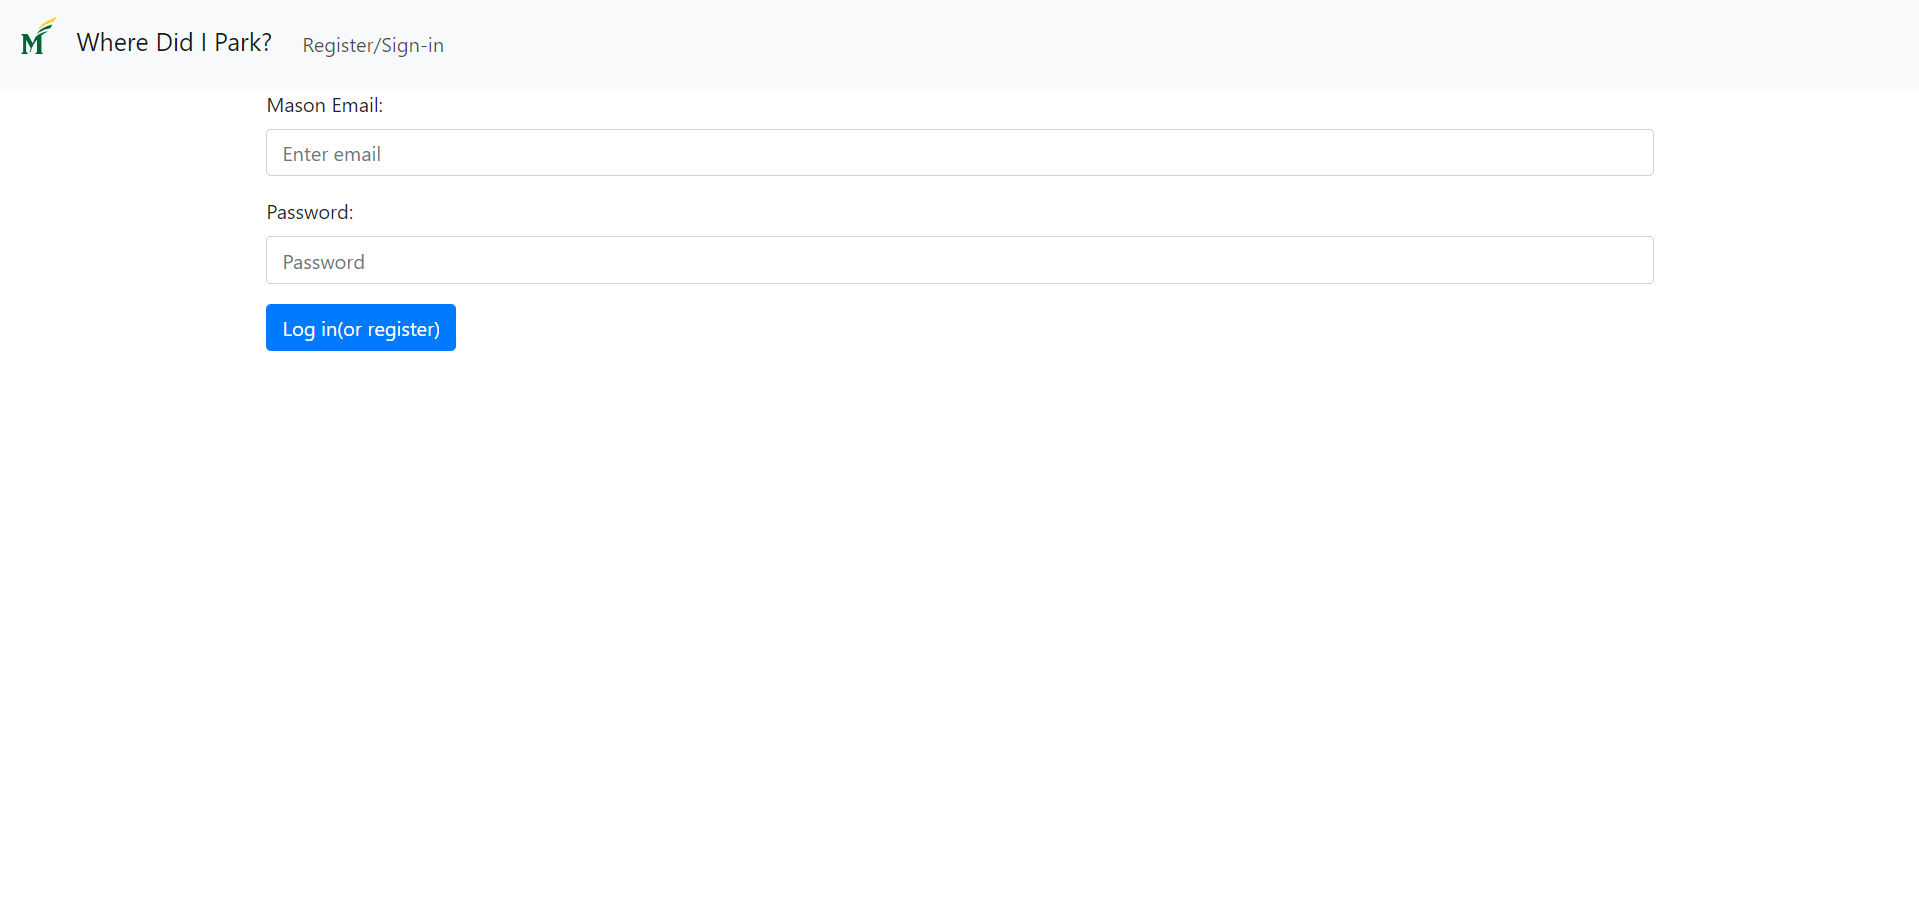 M
Where Did I Park?
Register/Sign-in
Mason Email:
Enter email
Password:
Password
Log in(or register)